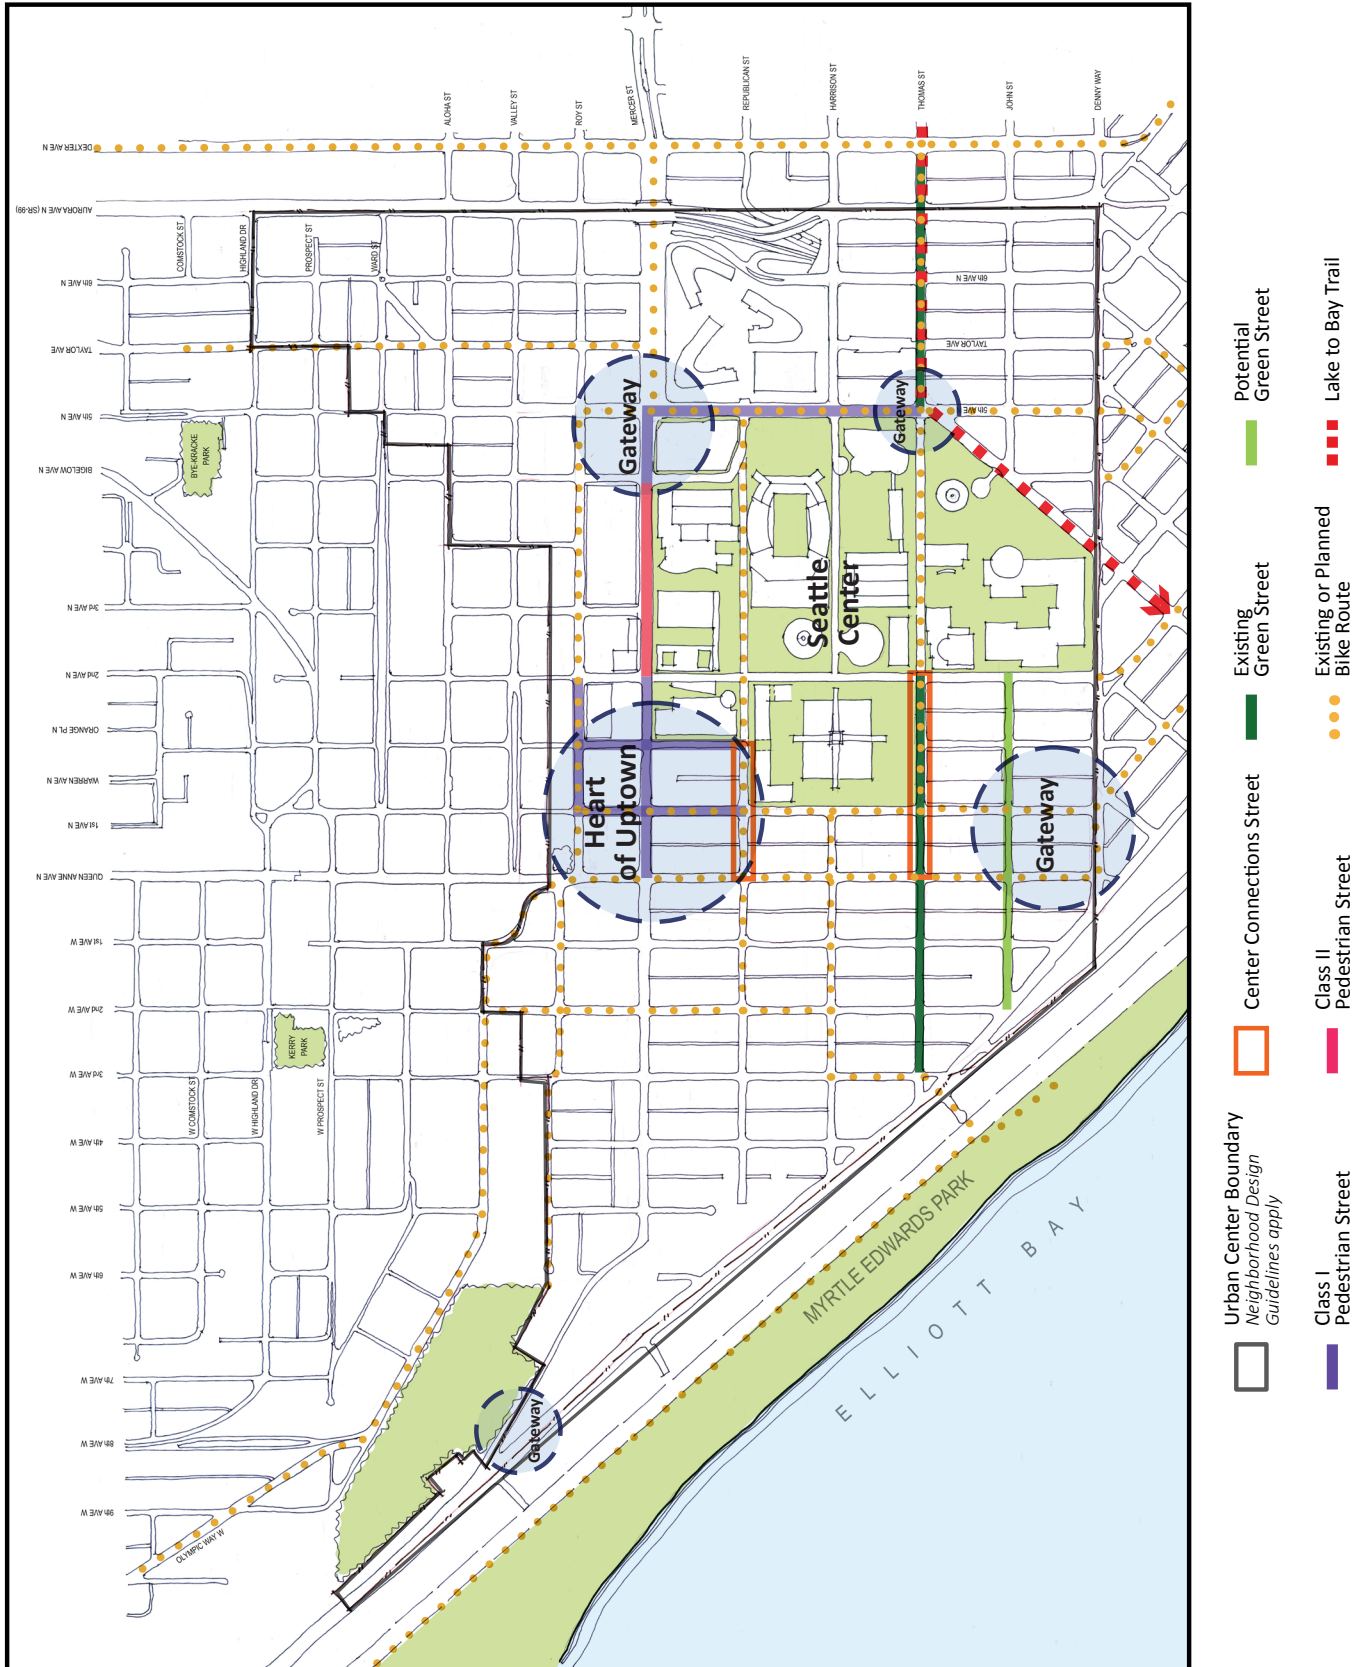 DEXTER AVE N
AURORA AVE N (SR-99)
6th AVE N
TAYLOR AVE
5th AVE N
BIGELOW AVE N
3rd AVE N
2nd AVE N
ORANGE PL N
WARREN AVE N
1st AVE N
QUEEN ANNE AVE N
1st AVE W
2nd AVE W
3rd AVE W
4th AVE W
5th AVE W
6th AVE W
7th AVE W
8th AVE W
9th AVE W
OLYMPIC WAY W
COMSTOCK ST
HIGHLAND DR
PROSPECT ST
WARD ST
ALOHA ST
VALLEY ST
ROY ST
MERCER ST
REPUBLICAN ST
HARRISON ST
THOMAS ST
JOHN ST
DENNY WAY
6th AVE N
TAYLOR AVE
5th AVE
W COMSTOCK ST
W HIGHLAND DR
W PROSPECT ST
BYE-KRACKE
PARK
KERRY
PARK
Gateway
Gateway
Seattle
Center
Heart
of Uptown
Gateway
Gateway
MYRTLE EDWARDS PARK
ELLIOTT BAY
Urban Center Boundary
Neighborhood Design
Guidelines apply
Center Connections Street
Existing
Green Street
Potential
Green Street
Class I
Pedestrian Street
Class II
Pedestrian Street
Existing or Planned
Bike Route
Lake to Bay Trail